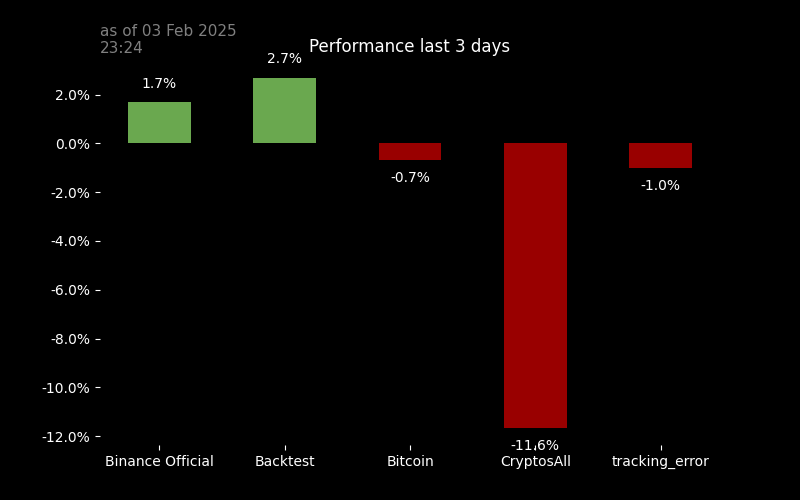 as of 03 Feb 2025
23:24
Performance last 3 days
1.7%
2.7%
-0.7%
-11.6%
-1.0%
2.0%
0.0%
-2.0%
-4.0%
-6.0%
-8.0%
-10.0%
-12.0%
Binance Official
Backtest
Bitcoin
CryptosAll
tracking_error